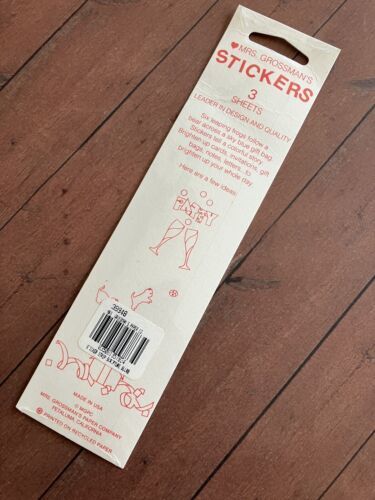 MRS. GROSSMAN'S
STICKERS
3
SHEETS
LEADER IN DESIGN AND QUALITY
Six leaping frogs follow a
bear across a sky blue gift bag.
Stickers tell a colorful story.
Brighten up cards, invitations, gift
bags, notes, letters...to
brighten up your whole day.
Here are a few ideas:
PARTY
®
MADE IN USA
© MGPC
MRS. GROSSMAN'S PAPER COMPANY
PETALUMA, CALIFORNIA
PRINTED ON RECYCLED PAPER